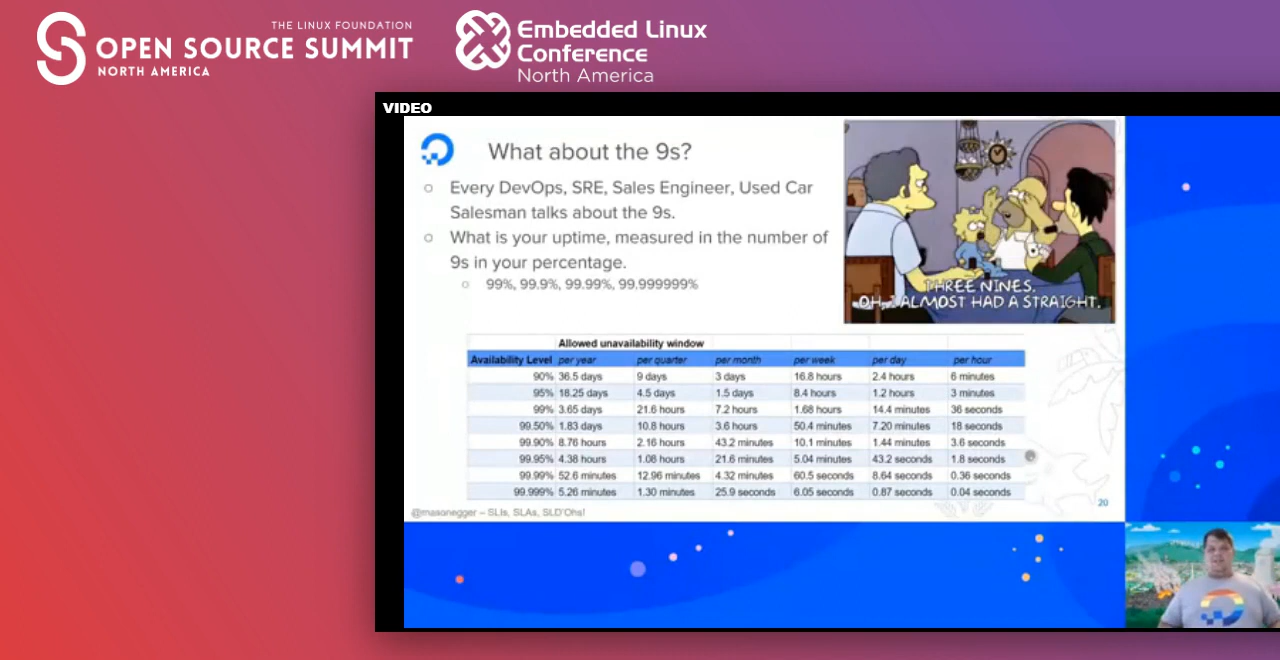 THE LINUX FOUNDATION
OPEN SOURCE SUMMIT
NORTH AMERICA
Embedded Linux
Conference
North America
VIDEO
What about the 9s?
Every DevOps, SRE, Sales Engineer, Used Car
Salesman talks about the 9s.
What is your uptime, measured in the number of
9s in your percentage.
99%, 99.9%, 99.99%, 99.999999%
THREE NINES.
OH, I ALMOST HAD A STRAIGHT.
Allowed unavailability window
Availability Level per year per quarter per month per week per day per hour
90% 36.5 days 9 days 3 days 16.8 hours 2.4 hours 6 minutes
95% 18.25 days 4.5 days 1.5 days 8.4 hours 1.2 hours 3 minutes
99% 3.65 days 21.6 hours 7.2 hours 1.68 hours 14.4 minutes 36 seconds
99.50% 1.83 days 10.8 hours 3.6 hours 50.4 minutes 7.20 minutes 18 seconds
99.90% 8.76 hours 2.16 hours 43.2 minutes 10.1 minutes 1.44 minutes 3.6 seconds
99.95% 4.38 hours 1.08 hours 21.6 minutes 5.04 minutes 43.2 seconds 1.8 seconds
99.99% 52.6 minutes 12.96 minutes 4.32 minutes 60.5 seconds 8.64 seconds 0.36 seconds
99.999% 5.26 minutes 1.30 minutes 25.9 seconds 6.05 seconds 0.87 seconds 0.04 seconds
20
@masonegger – SLIs, SLAs, SLD'Ohs!